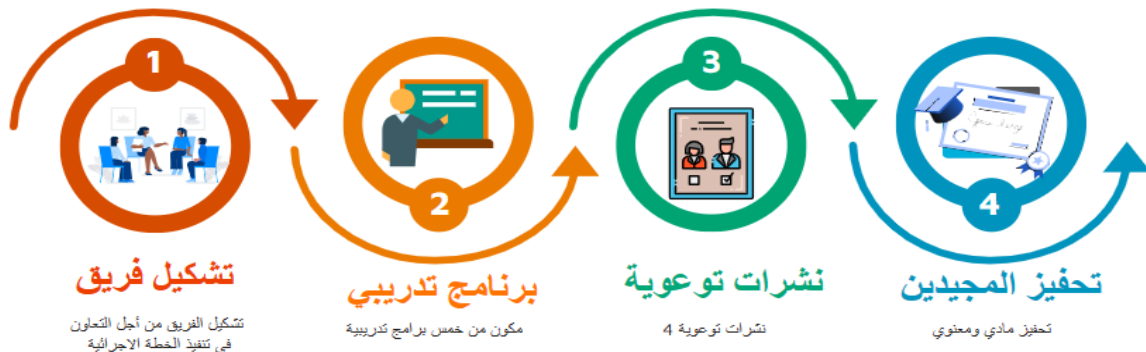 1
تشكيل فريق
تشكيل الفريق من أجل التعاون
في تنفيذ الخطة الاجرائية
2
برنامج تدريبي
مكون من خمس برامج تدريبية
3
نشرات توعوية
نشرات توعوية 4
4
تحفيز المجيدين
تحفيز مادي ومعنوي